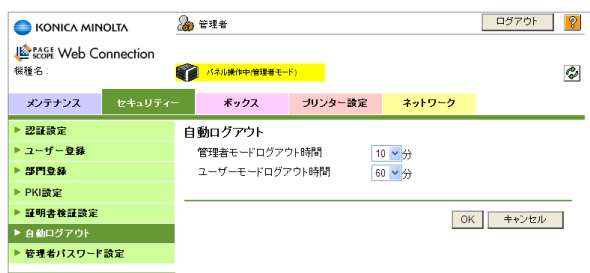 KONICA MINOLTA
管理者
ログアウト
?
PAGE SCOPE Web Connection
機種名:
パネル操作中(管理者モード)
メンテナンス
セキュリティー
ボックス
プリンター設定
ネットワーク
認証設定
ユーザー登録
部門登録
PKI設定
証明書検証設定
自動ログアウト
管理者パスワード設定
自動ログアウト
管理者モードログアウト時間 10 分
ユーザーモードログアウト時間 60 分
OK
キャンセル